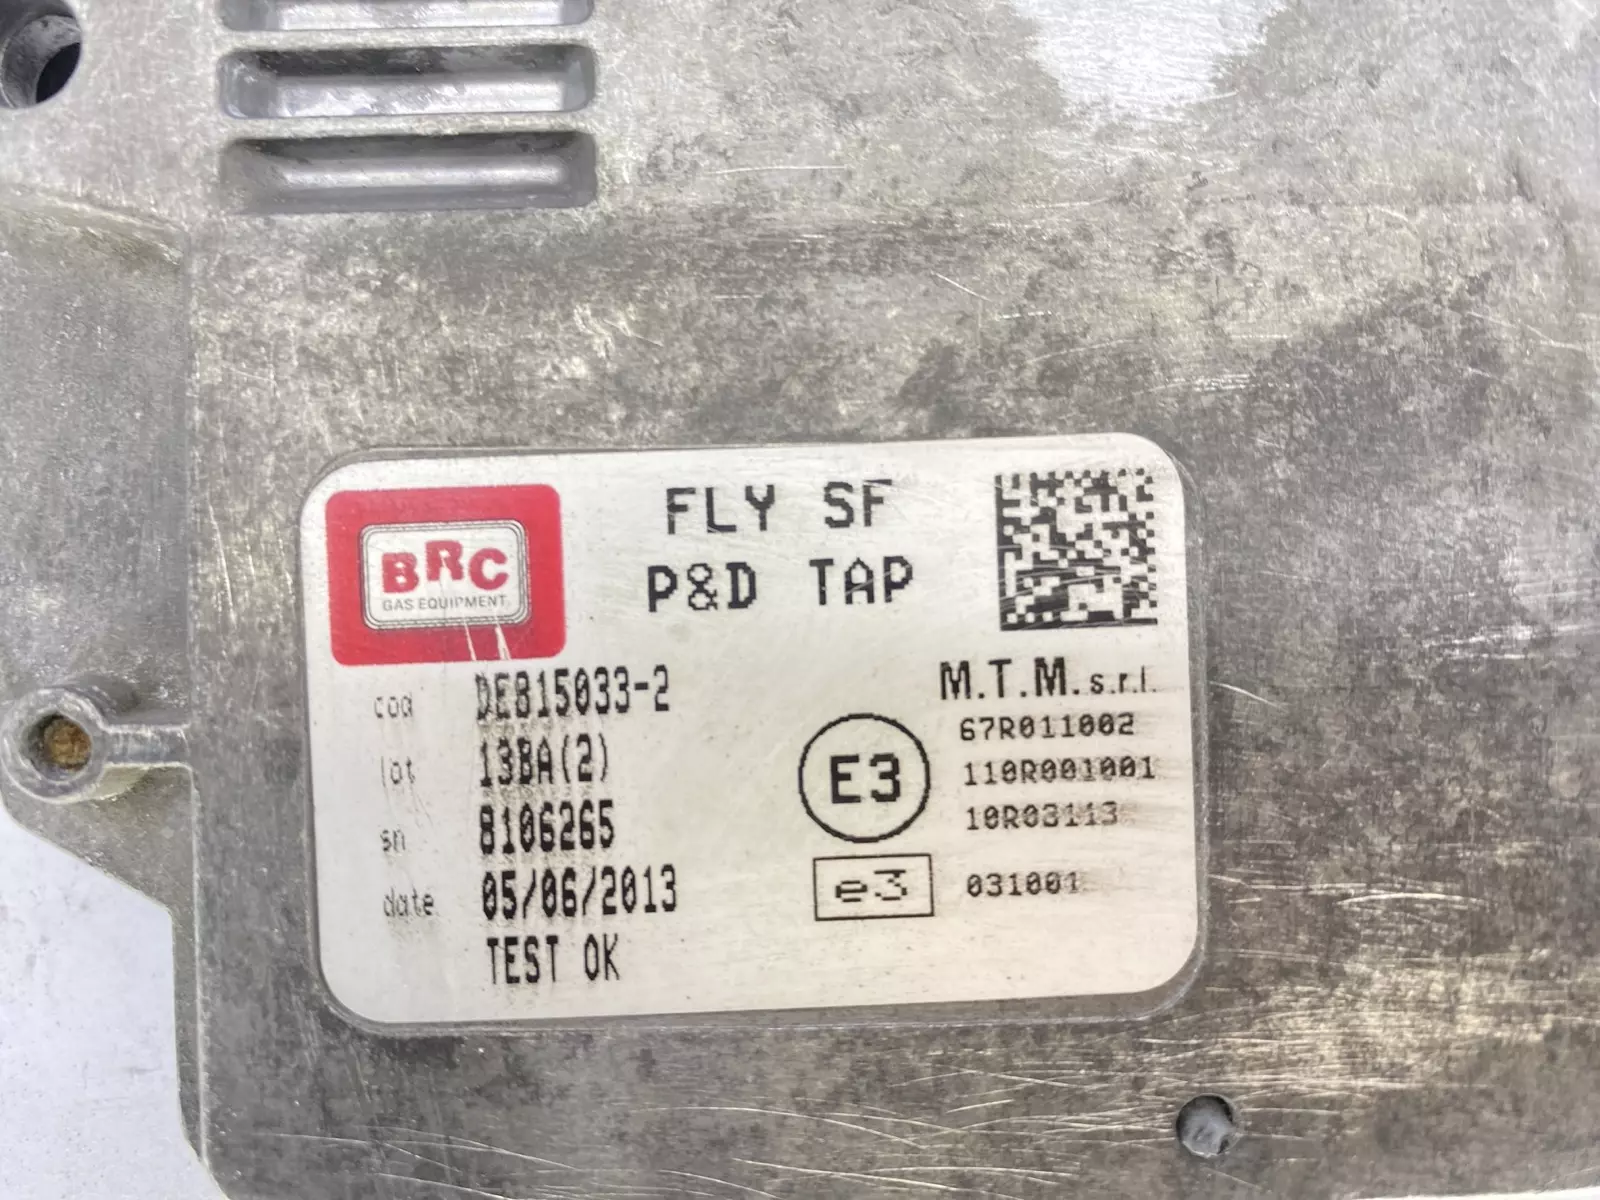 BRC
GAS EQUIPMENT
FLY SF
P&D TAP
cod DE815033-2
lot 13BA(2)
sn 8106265
date 05/06/2013
TEST OK
M.T.M. s.r.l.
E3
67R011002
110R001001
10R03113
e3 031001